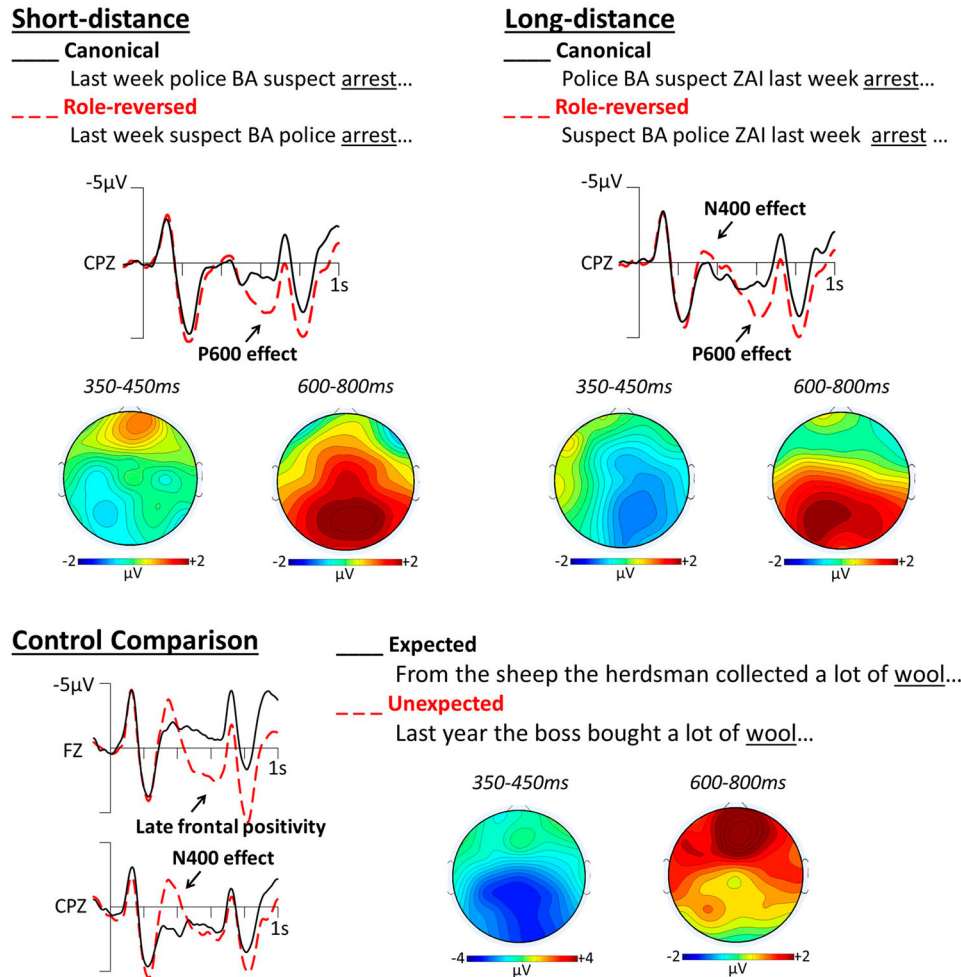 Short-distance
____ Canonical
Last week police BA suspect arrest...
_ _ _ Role-reversed
Last week suspect BA police arrest...
-5µV
CPZ
1s
P600 effect
350-450ms
600-800ms
-2
+2
µV
-2
+2
µV
Long-distance
____ Canonical
Police BA suspect ZAI last week arrest...
_ _ _ Role-reversed
Suspect BA police ZAI last week arrest ...
-5µV
N400 effect
CPZ
1s
P600 effect
350-450ms
600-800ms
-2
+2
µV
-2
+2
µV
Control Comparison
-5µV
FZ
1s
Late frontal positivity
N400 effect
CPZ
1s
____ Expected
From the sheep the herdsman collected a lot of wool...
_ _ _ Unexpected
Last year the boss bought a lot of wool...
350-450ms
600-800ms
-4
+4
µV
-2
+2
µV